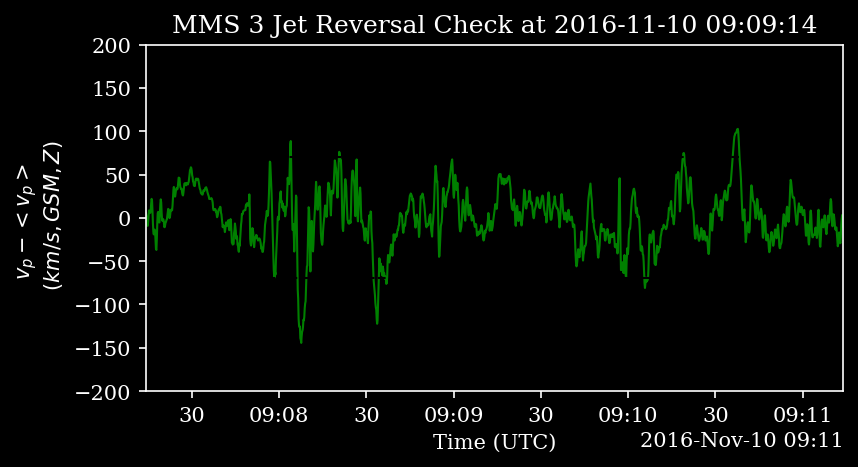 MMS 3 Jet Reversal Check at 2016-11-10 09:09:14
200
150
100
50
0
−50
−100
−150
−200
v_p − < v_p >
(km/s, GSM, Z)
30 09:08 30 09:09 30 09:10 30 09:11
Time (UTC)
2016-Nov-10 09:11